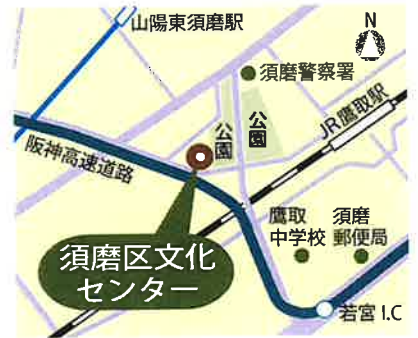 山陽東須磨駅
N
須磨警察署
公園
公園
JR鷹取駅
阪神高速道路
須磨区文化
センター
鷹取
中学校
須磨
郵便局
若宮I.C